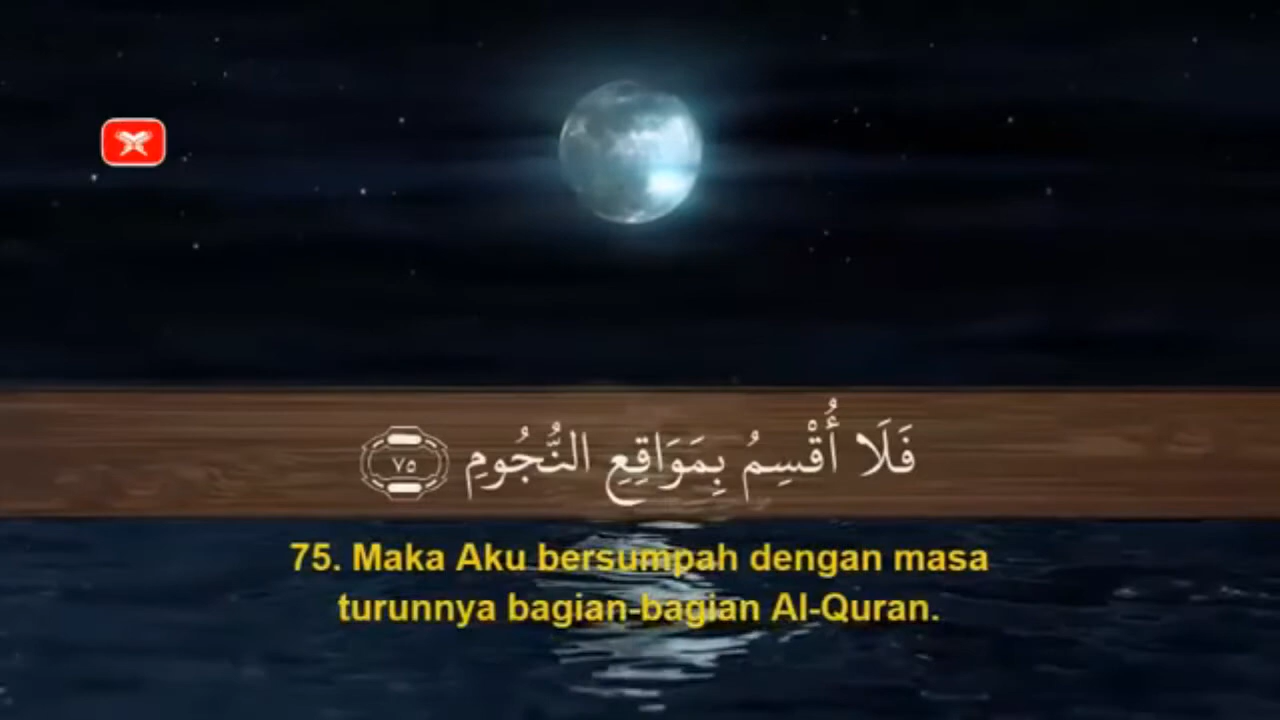 فَلَا أُقْسِمُ بِمَوَاقِعِ النُّجُومِ ٧٥
75. Maka Aku bersumpah dengan masa
turunnya bagian-bagian Al-Quran.